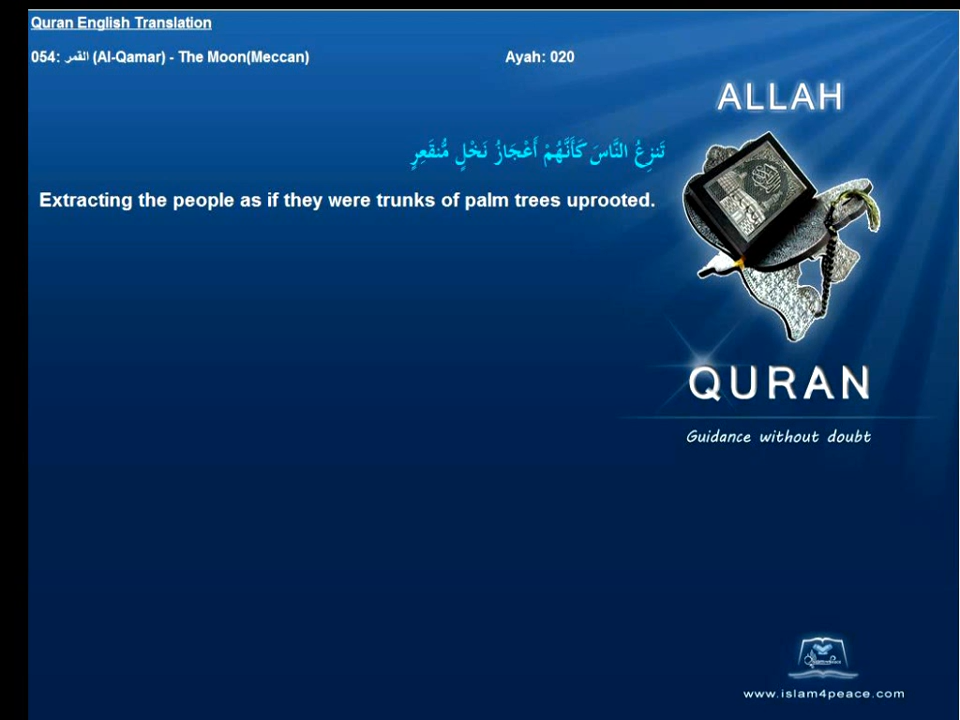 Quran English Translation
054: القمر (Al-Qamar) - The Moon(Meccan) Ayah: 020
ALLAH
تَنزِعُ النَّاسَ كَأَنَّهُمْ أَعْجَازُ نَخْلٍ مُّنقَعِرٍ
Extracting the people as if they were trunks of palm trees uprooted.
QURAN
Guidance without doubt
www.islam4peace.com